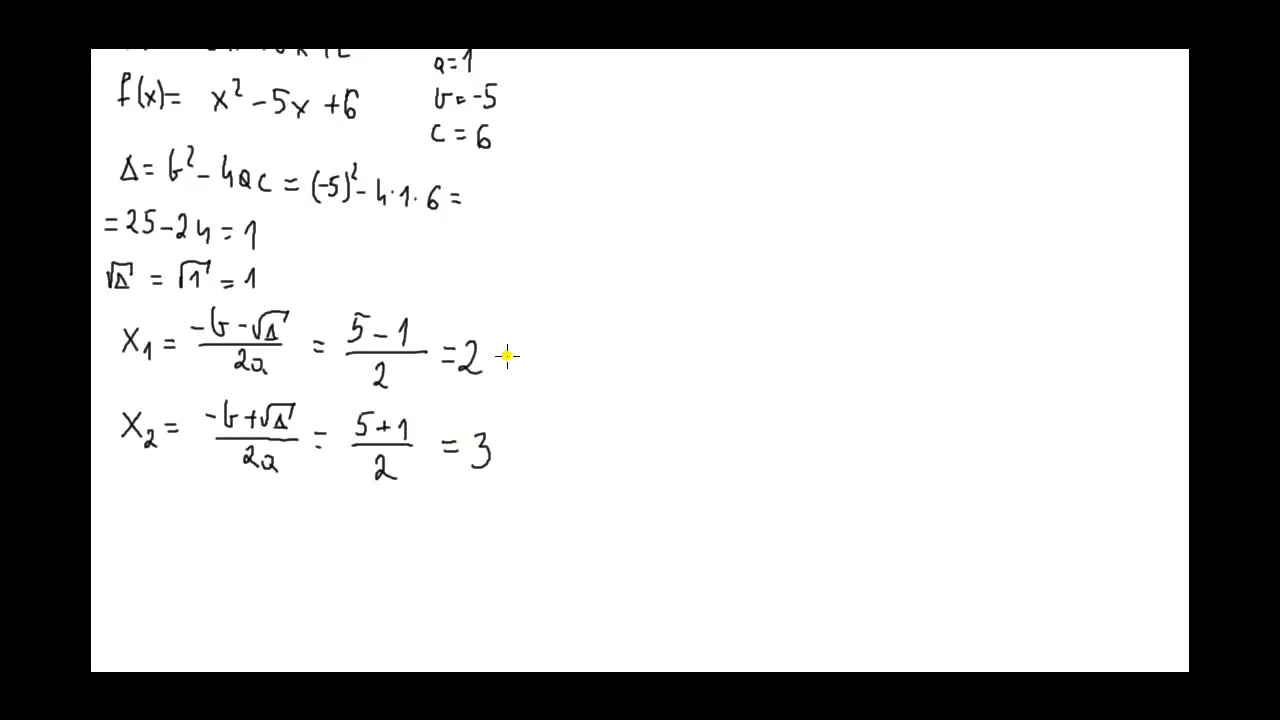 a=1
f(x)= x² -5x +6
b=-5
c=6
Δ= b² - 4ac = (-5)² - 4·1·6 =
= 25-24 = 1
√Δ = √1 = 1
x₁ = (-b-√Δ)/2a = (5-1)/2 = 2
x₂ = (-b+√Δ)/2a = (5+1)/2 = 3